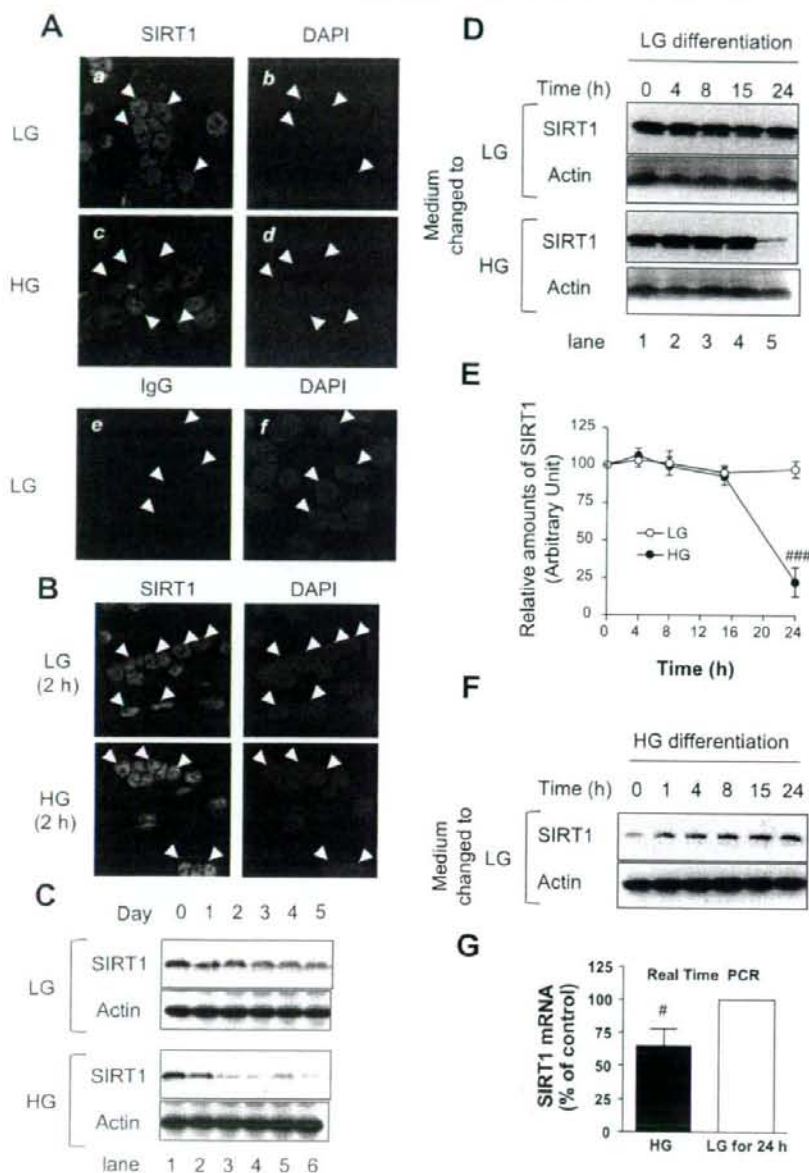 A
SIRT1 DAPI
a b
LG
c d
HG
IgG DAPI
e f
LG
B
SIRT1 DAPI
LG
(2 h)
HG
(2 h)
C
Day 0 1 2 3 4 5
LG
SIRT1
Actin
HG
SIRT1
Actin
lane 1 2 3 4 5 6
D
LG differentiation
Time (h) 0 4 8 15 24
Medium changed to
LG
SIRT1
Actin
HG
SIRT1
Actin
lane 1 2 3 4 5
E
Relative amounts of SIRT1
(Arbitrary Unit)
125
100
75
50
25
0
LG
HG
###
0 4 8 12 16 20 24
Time (h)
F
HG differentiation
Time (h) 0 1 4 8 15 24
Medium changed to
LG
SIRT1
Actin
G
Real Time PCR
SIRT1 mRNA
(% of control)
125
100
75
50
25
0
#
HG LG for 24 h